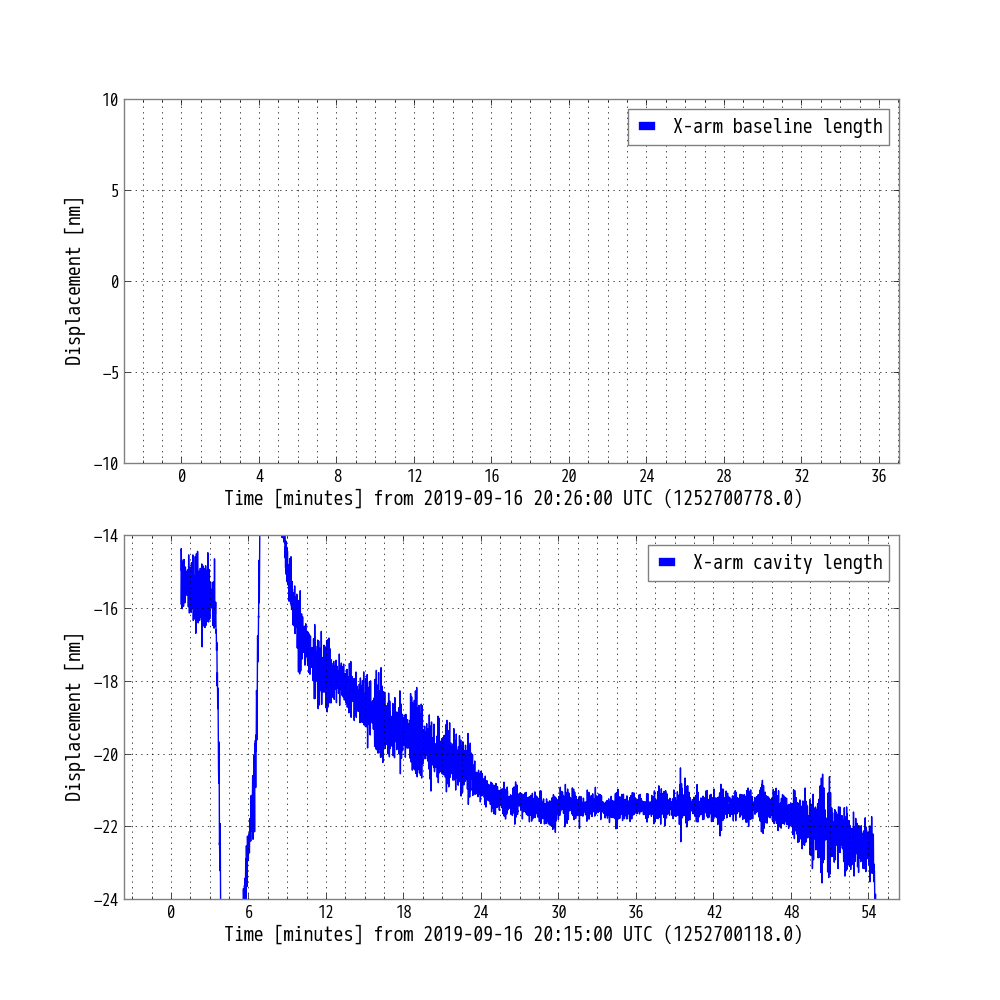 10
X-arm baseline length
5
0
−5
−10
Displacement [nm]
0 4 8 12 16 20 24 28 32 36
Time [minutes] from 2019-09-16 20:26:00 UTC (1252700778.0)
−14
X-arm cavity length
−16
−18
−20
−22
−24
Displacement [nm]
0 6 12 18 24 30 36 42 48 54
Time [minutes] from 2019-09-16 20:15:00 UTC (1252700118.0)